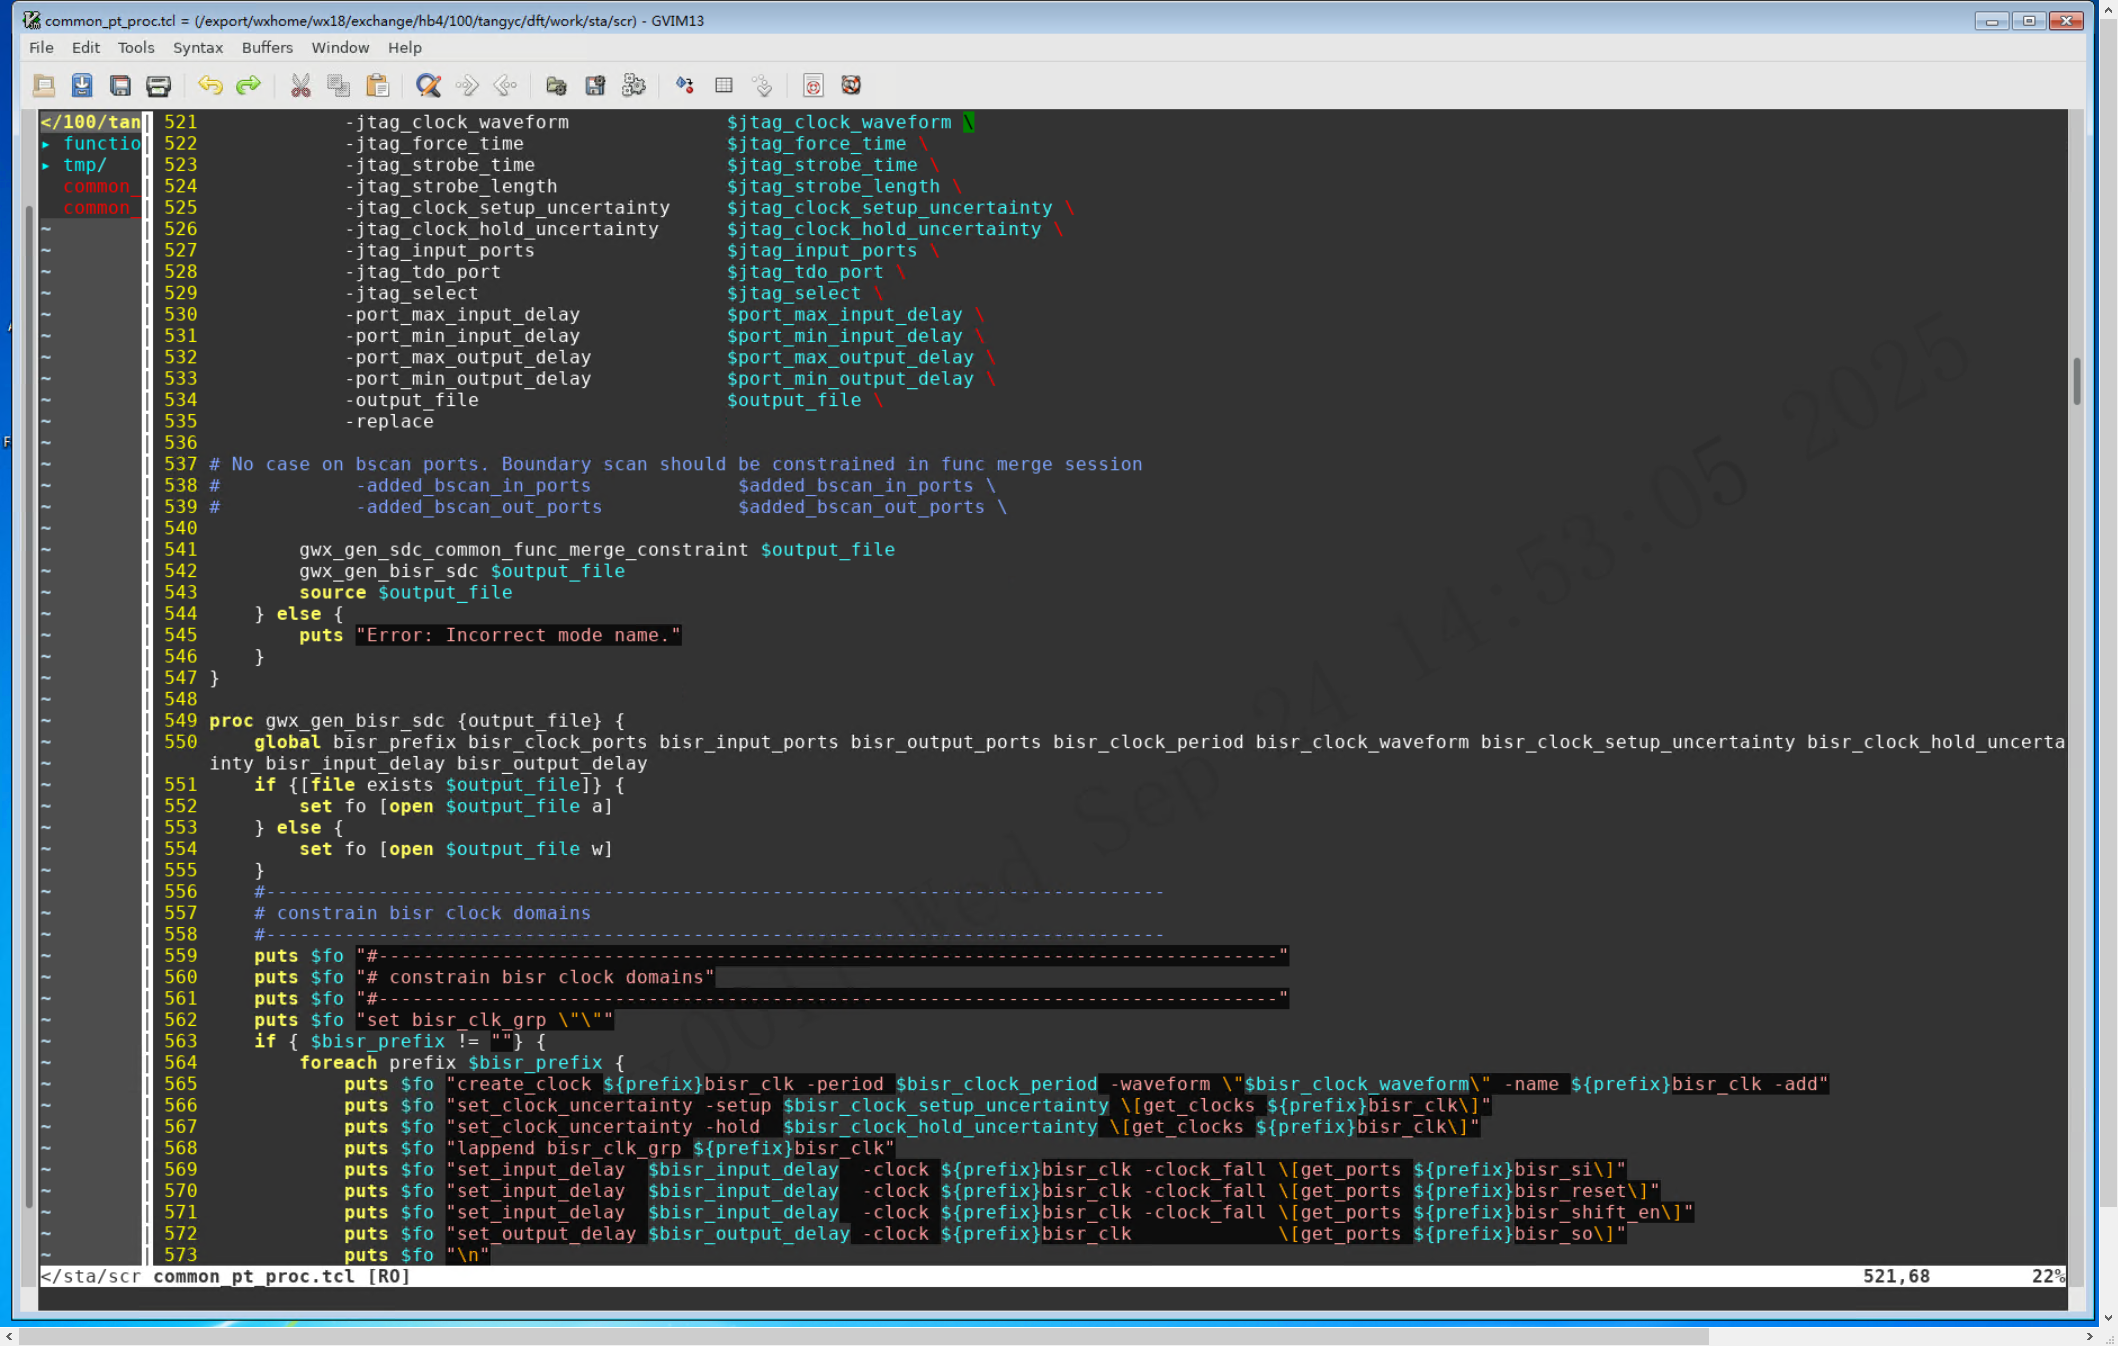 common_pt_proc.tcl = (/export/wxhome/wx18/exchange/hb4/100/tangyc/dft/work/sta/scr) - GVIM13
File Edit Tools Syntax Buffers Window Help
</100/tan
▸ functio
▸ tmp/
common_
common_
521             -jtag_clock_waveform              $jtag_clock_waveform \
522             -jtag_force_time                  $jtag_force_time \
523             -jtag_strobe_time                 $jtag_strobe_time \
524             -jtag_strobe_length               $jtag_strobe_length \
525             -jtag_clock_setup_uncertainty     $jtag_clock_setup_uncertainty \
526             -jtag_clock_hold_uncertainty      $jtag_clock_hold_uncertainty \
527             -jtag_input_ports                 $jtag_input_ports \
528             -jtag_tdo_port                    $jtag_tdo_port \
529             -jtag_select                      $jtag_select \
530             -port_max_input_delay             $port_max_input_delay \
531             -port_min_input_delay             $port_min_input_delay \
532             -port_max_output_delay            $port_max_output_delay \
533             -port_min_output_delay            $port_min_output_delay \
534             -output_file                      $output_file \
535             -replace
536
537 # No case on bscan ports. Boundary scan should be constrained in func merge session
538 #            -added_bscan_in_ports             $added_bscan_in_ports \
539 #            -added_bscan_out_ports            $added_bscan_out_ports \
540
541         gwx_gen_sdc_common_func_merge_constraint $output_file
542         gwx_gen_bisr_sdc $output_file
543         source $output_file
544     } else {
545         puts "Error: Incorrect mode name."
546     }
547 }
548
549 proc gwx_gen_bisr_sdc {output_file} {
550     global bisr_prefix bisr_clock_ports bisr_input_ports bisr_output_ports bisr_clock_period bisr_clock_waveform bisr_clock_setup_uncertainty bisr_clock_hold_uncerta
inty bisr_input_delay bisr_output_delay
551     if {[file exists $output_file]} {
552         set fo [open $output_file a]
553     } else {
554         set fo [open $output_file w]
555     }
556     #--------------------------------------------------------------------------------
557     # constrain bisr clock domains
558     #--------------------------------------------------------------------------------
559     puts $fo "#--------------------------------------------------------------------------------"
560     puts $fo "# constrain bisr clock domains"
561     puts $fo "#--------------------------------------------------------------------------------"
562     puts $fo "set bisr_clk_grp \"\""
563     if { $bisr_prefix != ""} {
564         foreach prefix $bisr_prefix {
565             puts $fo "create_clock ${prefix}bisr_clk -period $bisr_clock_period -waveform \"$bisr_clock_waveform\" -name ${prefix}bisr_clk -add"
566             puts $fo "set_clock_uncertainty -setup $bisr_clock_setup_uncertainty \[get_clocks ${prefix}bisr_clk\]"
567             puts $fo "set_clock_uncertainty -hold  $bisr_clock_hold_uncertainty \[get_clocks ${prefix}bisr_clk\]"
568             puts $fo "lappend bisr_clk_grp ${prefix}bisr_clk"
569             puts $fo "set_input_delay  $bisr_input_delay  -clock ${prefix}bisr_clk -clock_fall \[get_ports ${prefix}bisr_si\]"
570             puts $fo "set_input_delay  $bisr_input_delay  -clock ${prefix}bisr_clk -clock_fall \[get_ports ${prefix}bisr_reset\]"
571             puts $fo "set_input_delay  $bisr_input_delay  -clock ${prefix}bisr_clk -clock_fall \[get_ports ${prefix}bisr_shift_en\]"
572             puts $fo "set_output_delay $bisr_output_delay -clock ${prefix}bisr_clk             \[get_ports ${prefix}bisr_so\]"
573             puts $fo "\n"
</sta/scr common_pt_proc.tcl [RO] 521,68 22%
Wed Sep 24 14:53:05 2025